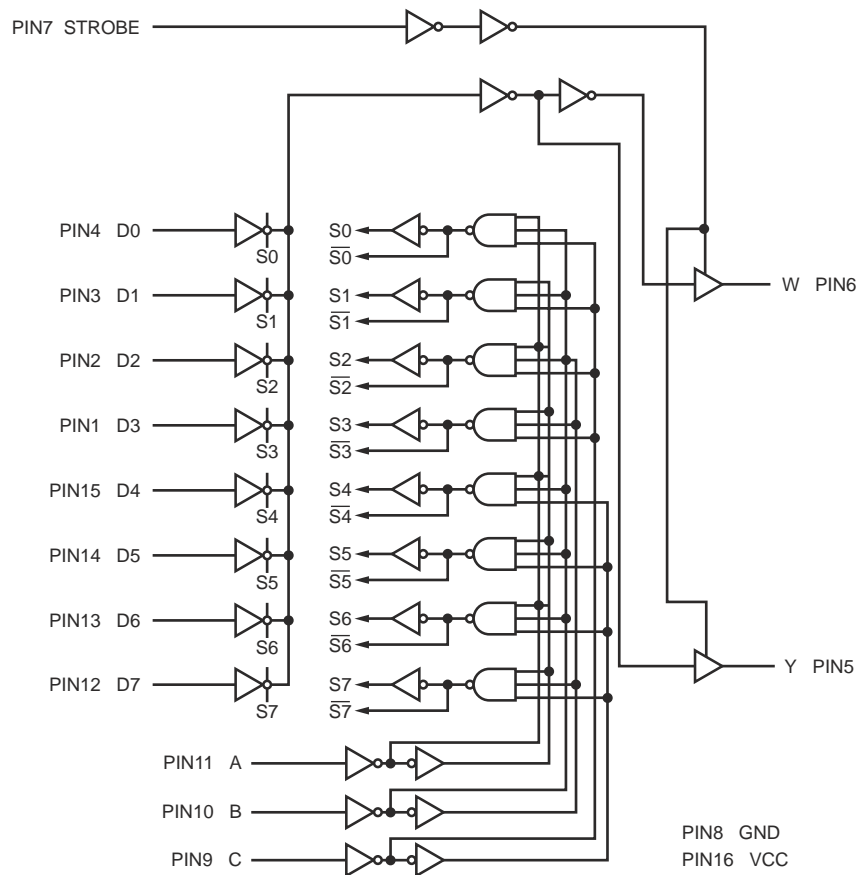 PIN7 STROBE
PIN4 D0
S0
S0
S0
W PIN6
PIN3 D1
S1
S1
S1
PIN2 D2
S2
S2
S2
PIN1 D3
S3
S3
S3
PIN15 D4
S4
S4
S4
PIN14 D5
S5
S5
S5
PIN13 D6
S6
S6
S6
Y PIN5
PIN12 D7
S7
S7
S7
PIN11 A
PIN10 B
PIN9 C
PIN8 GND
PIN16 VCC